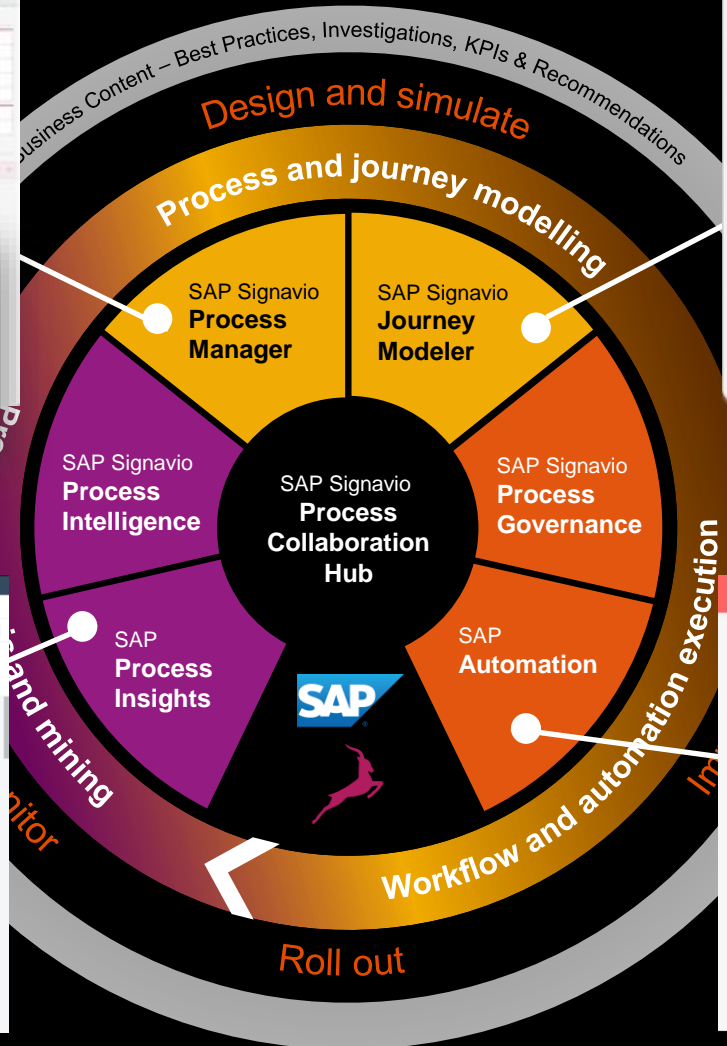 Business Content – Best Practices, Investigations, KPIs & Recommendations
Design and simulate
Process and journey modelling
SAP Signavio
Process
Manager
SAP Signavio
Journey
Modeler
SAP Signavio
Process
Intelligence
SAP Signavio
Process
Collaboration
Hub
SAP Signavio
Process
Governance
SAP
Process
Insights
SAP
Automation
SAP
and mining
Workflow and automation execution
Roll out